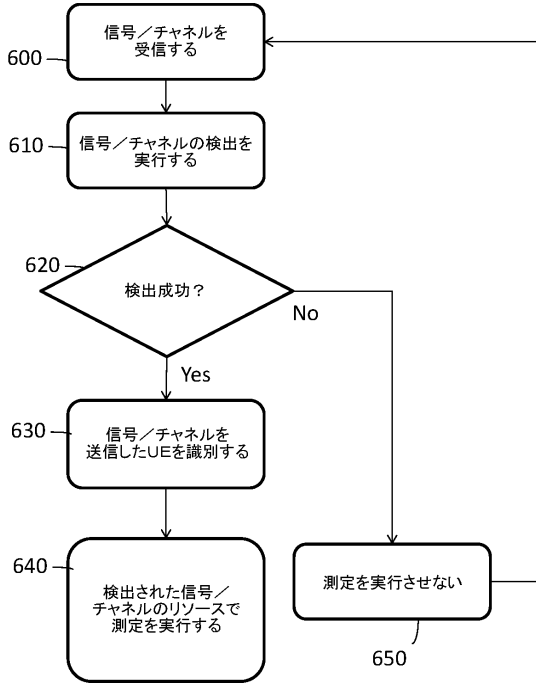 信号／チャネルを
受信する
600
信号／チャネルの検出を
実行する
610
検出成功？
620
No
Yes
信号／チャネルを
送信したUEを識別する
630
検出された信号／
チャネルのリソースで
測定を実行する
640
測定を実行させない
650